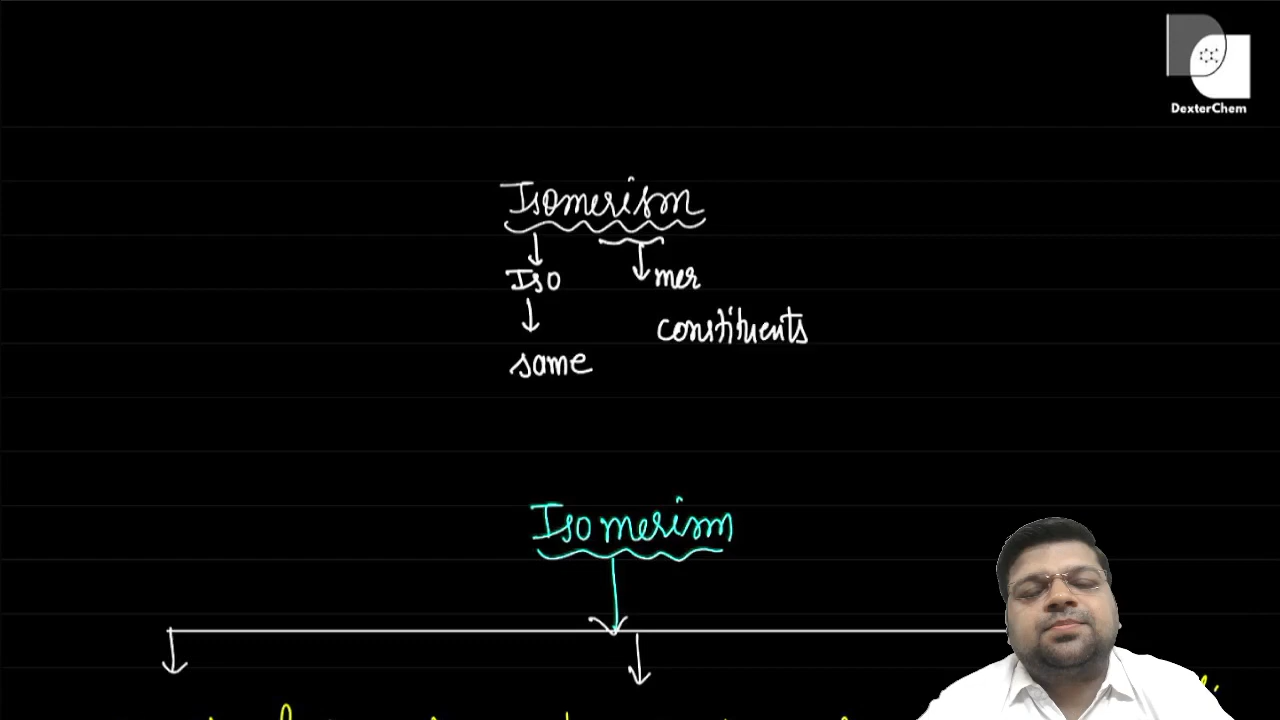 DexterChem
Isomerism
Iso
mer
constituents
same
Isomerism